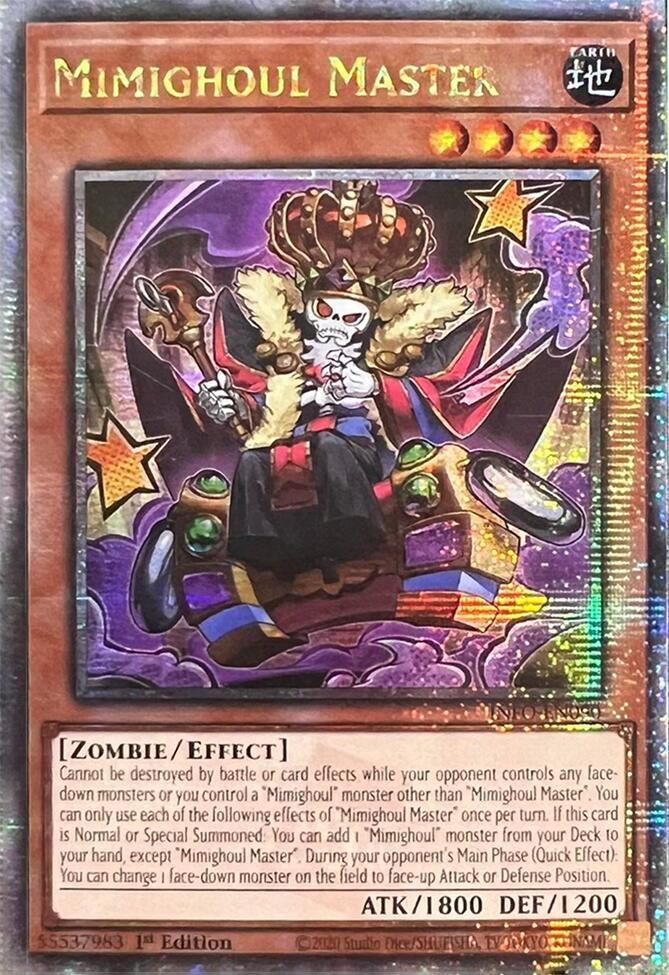 MIMIGHOUL MASTER
EARTH
地
INFO-EN090
[ZOMBIE/EFFECT]
Cannot be destroyed by battle or card effects while your opponent controls any face-
down monsters or you control a "Mimighoul" monster other than "Mimighoul Master". You
can only use each of the following effects of "Mimighoul Master" once per turn. If this card
is Normal or Special Summoned: You can add 1 "Mimighoul" monster from your Deck to
your hand, except "Mimighoul Master". During your opponent's Main Phase (Quick Effect):
You can change 1 face-down monster on the field to face-up Attack or Defense Position.
ATK/1800 DEF/1200
55537983 1st Edition
©2020 Studio Dice/SHUEISHA, TV TOKYO, KONAMI